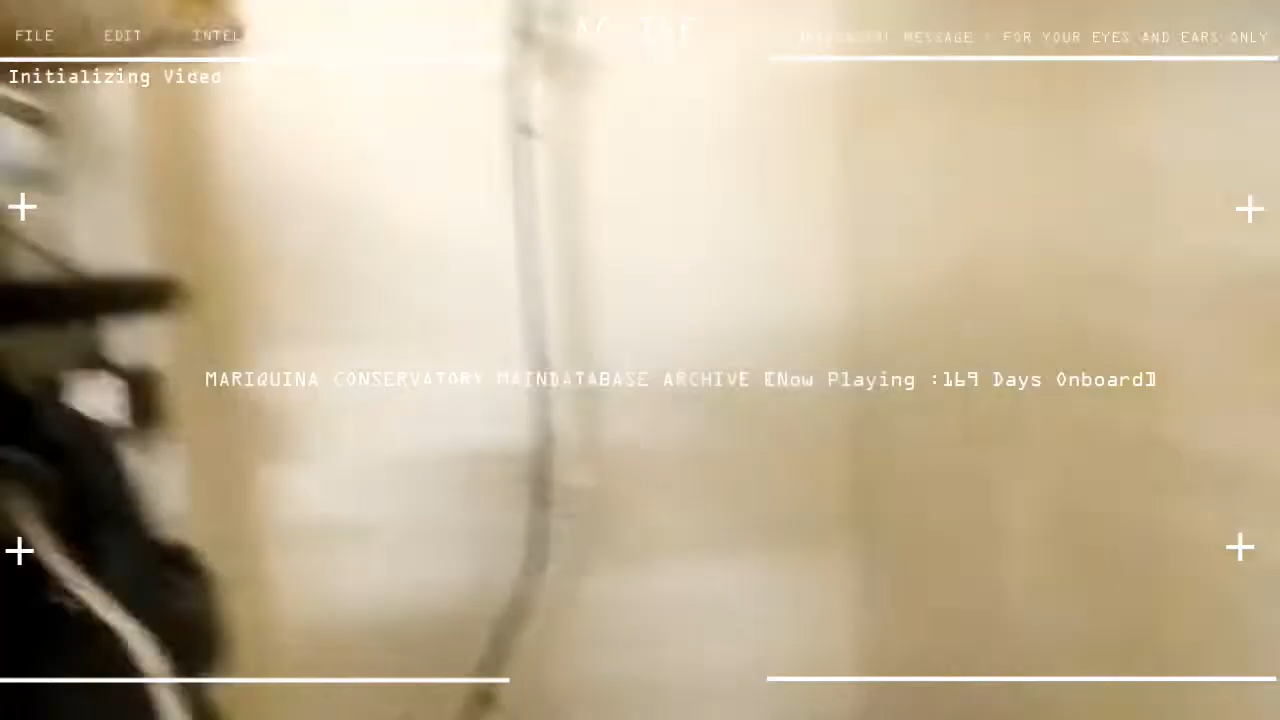 FILE EDIT INTEL
MESSAGE : FOR YOUR EYES AND EARS ONLY
Initializing Video
MARIQUINA CONSERVATORY MAINDATABASE ARCHIVE [Now Playing :169 Days Onboard]